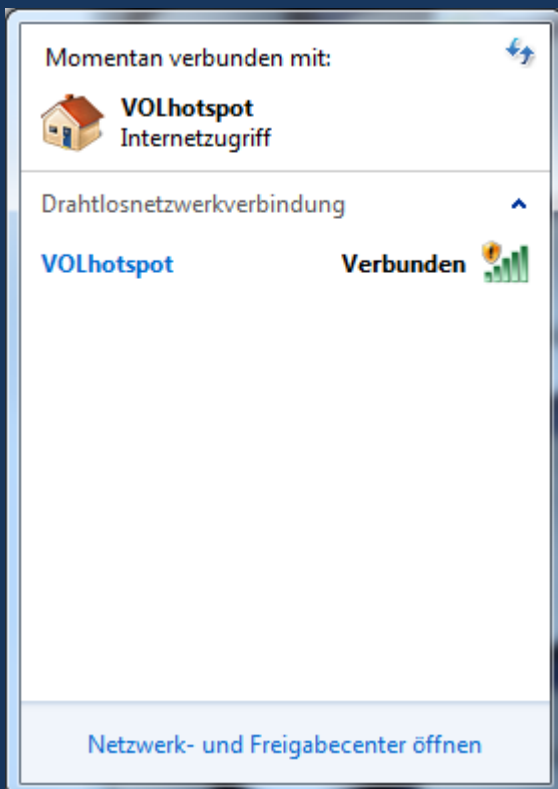 Momentan verbunden mit:
VOLhotspot
Internetzugriff
Drahtlosnetzwerkverbindung
VOLhotspot Verbunden
Netzwerk- und Freigabecenter öffnen